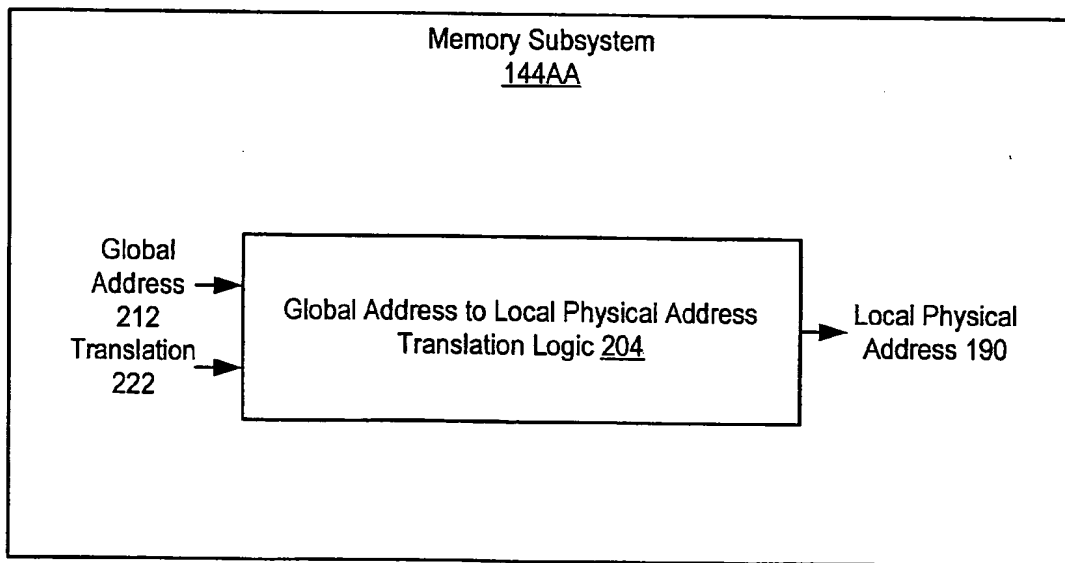 Memory Subsystem
144AA
Global
Address
212
Translation
222
Global Address to Local Physical Address
Translation Logic 204
Local Physical
Address 190